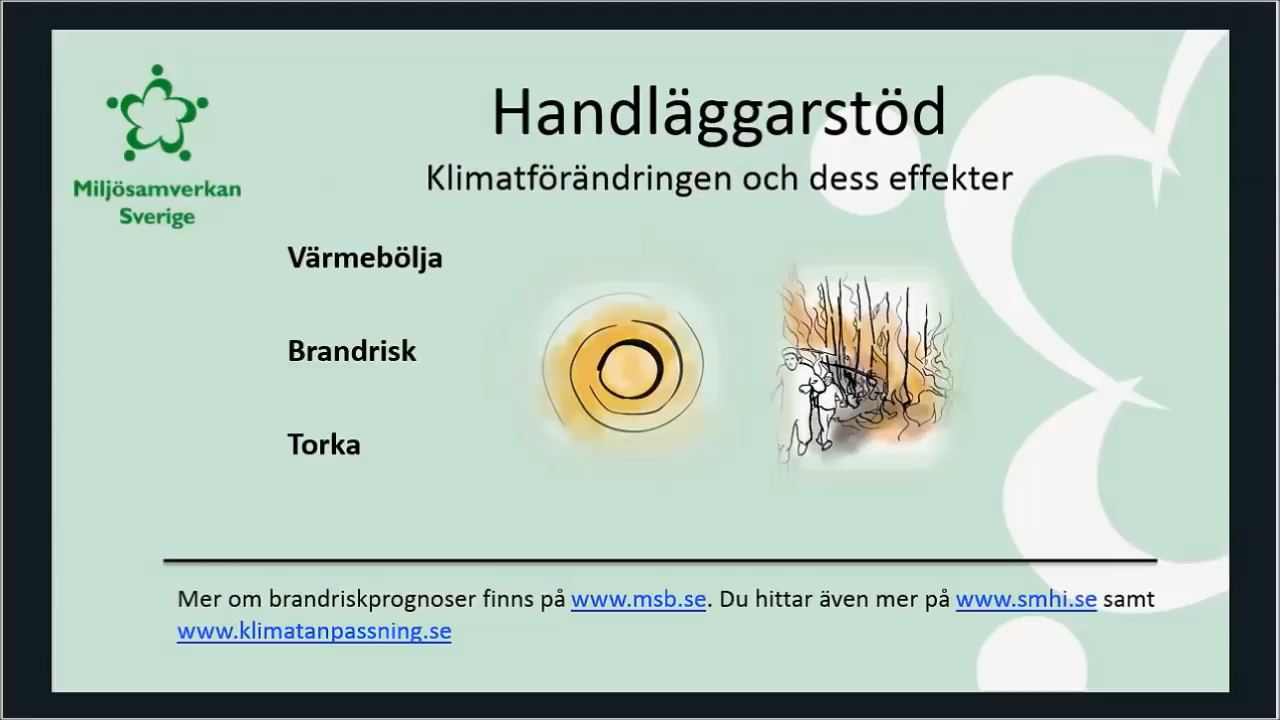 Miljösamverkan
Sverige
Handläggarstöd
Klimatförändringen och dess effekter
Värmebölja
Brandrisk
Torka
Mer om brandriskprognoser finns på www.msb.se. Du hittar även mer på www.smhi.se samt
www.klimatanpassning.se